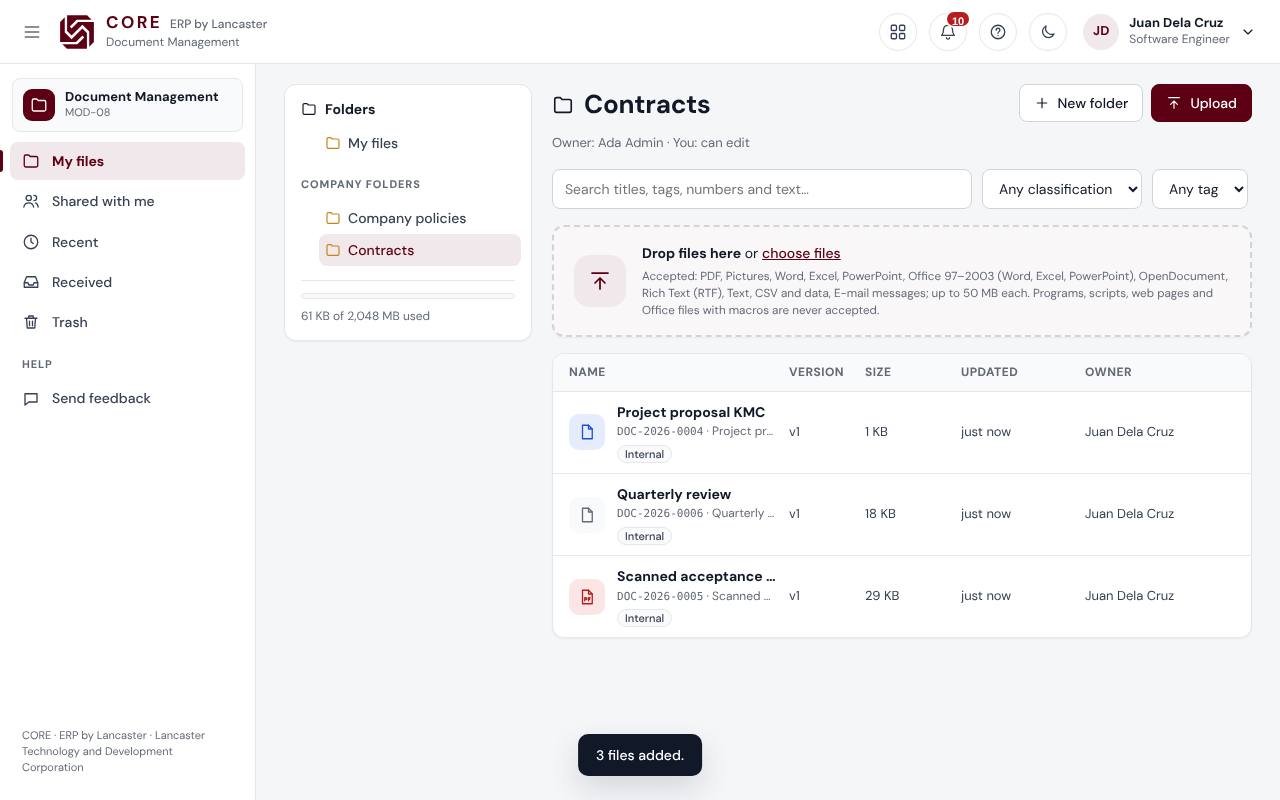 CORE ERP by Lancaster
Document Management
10
JD
Juan Dela Cruz
Software Engineer
Document Management
MOD-08
My files
Shared with me
Recent
Received
Trash
HELP
Send feedback
CORE · ERP by Lancaster · Lancaster
Technology and Development
Corporation
Folders
My files
COMPANY FOLDERS
Company policies
Contracts
61 KB of 2,048 MB used
Contracts
New folder
Upload
Owner: Ada Admin · You: can edit
Search titles, tags, numbers and text…
Any classification
Any tag
Drop files here or choose files
Accepted: PDF, Pictures, Word, Excel, PowerPoint, Office 97–2003 (Word, Excel, PowerPoint), OpenDocument,
Rich Text (RTF), Text, CSV and data, E-mail messages; up to 50 MB each. Programs, scripts, web pages and
Office files with macros are never accepted.
NAME VERSION SIZE UPDATED OWNER
Project proposal KMC
DOC-2026-0004 · Project pr… v1 1 KB just now Juan Dela Cruz
Internal
Quarterly review
DOC-2026-0006 · Quarterly … v1 18 KB just now Juan Dela Cruz
Internal
Scanned acceptance …
DOC-2026-0005 · Scanned … v1 29 KB just now Juan Dela Cruz
Internal
3 files added.